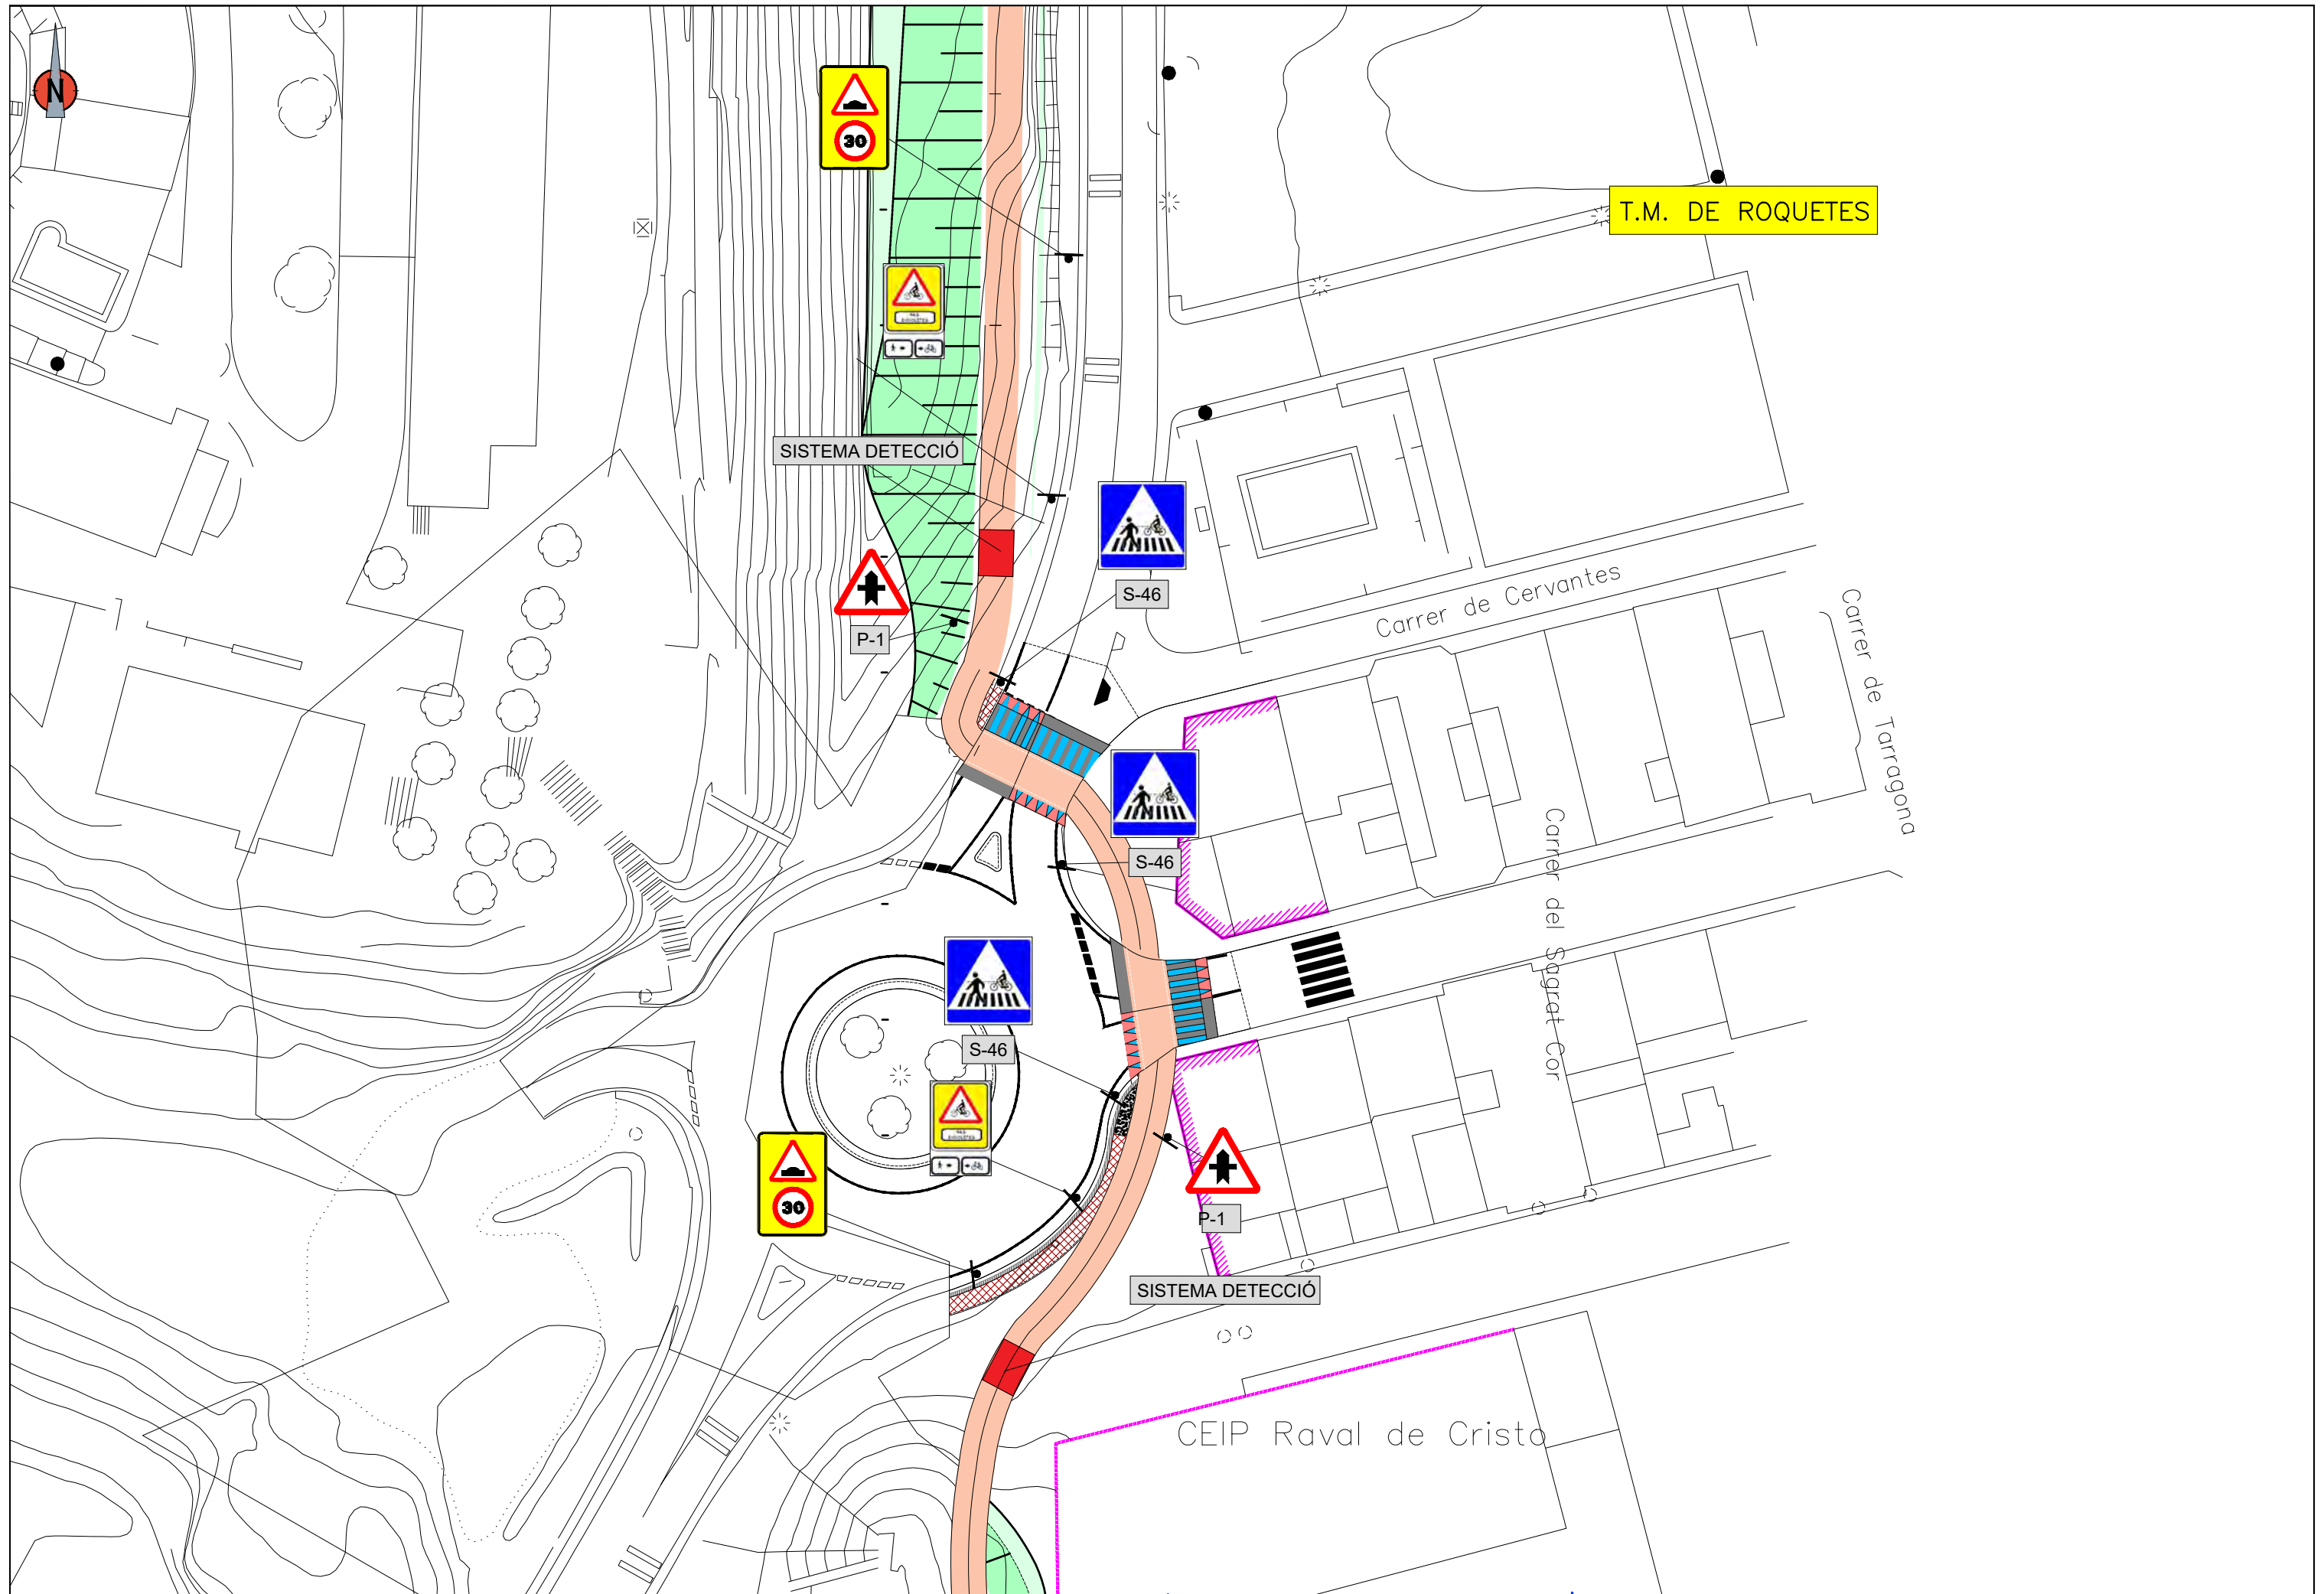 N
30
T.M. DE ROQUETES
SISTEMA DETECCIÓ
S-46
P-1
Carrer de Cervantes
Carrer de Tarragona
S-46
Carrer del Sagrat Cor
S-46
30
P-1
SISTEMA DETECCIÓ
CEIP Raval de Cristo